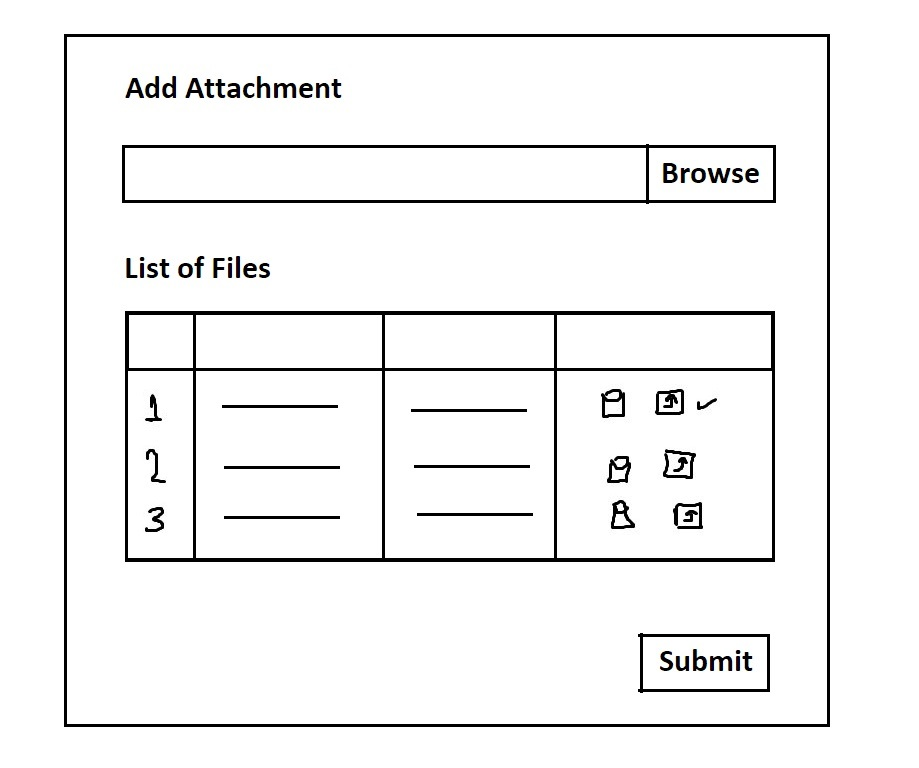 Add Attachment
Browse
List of Files
1
2
3
Submit